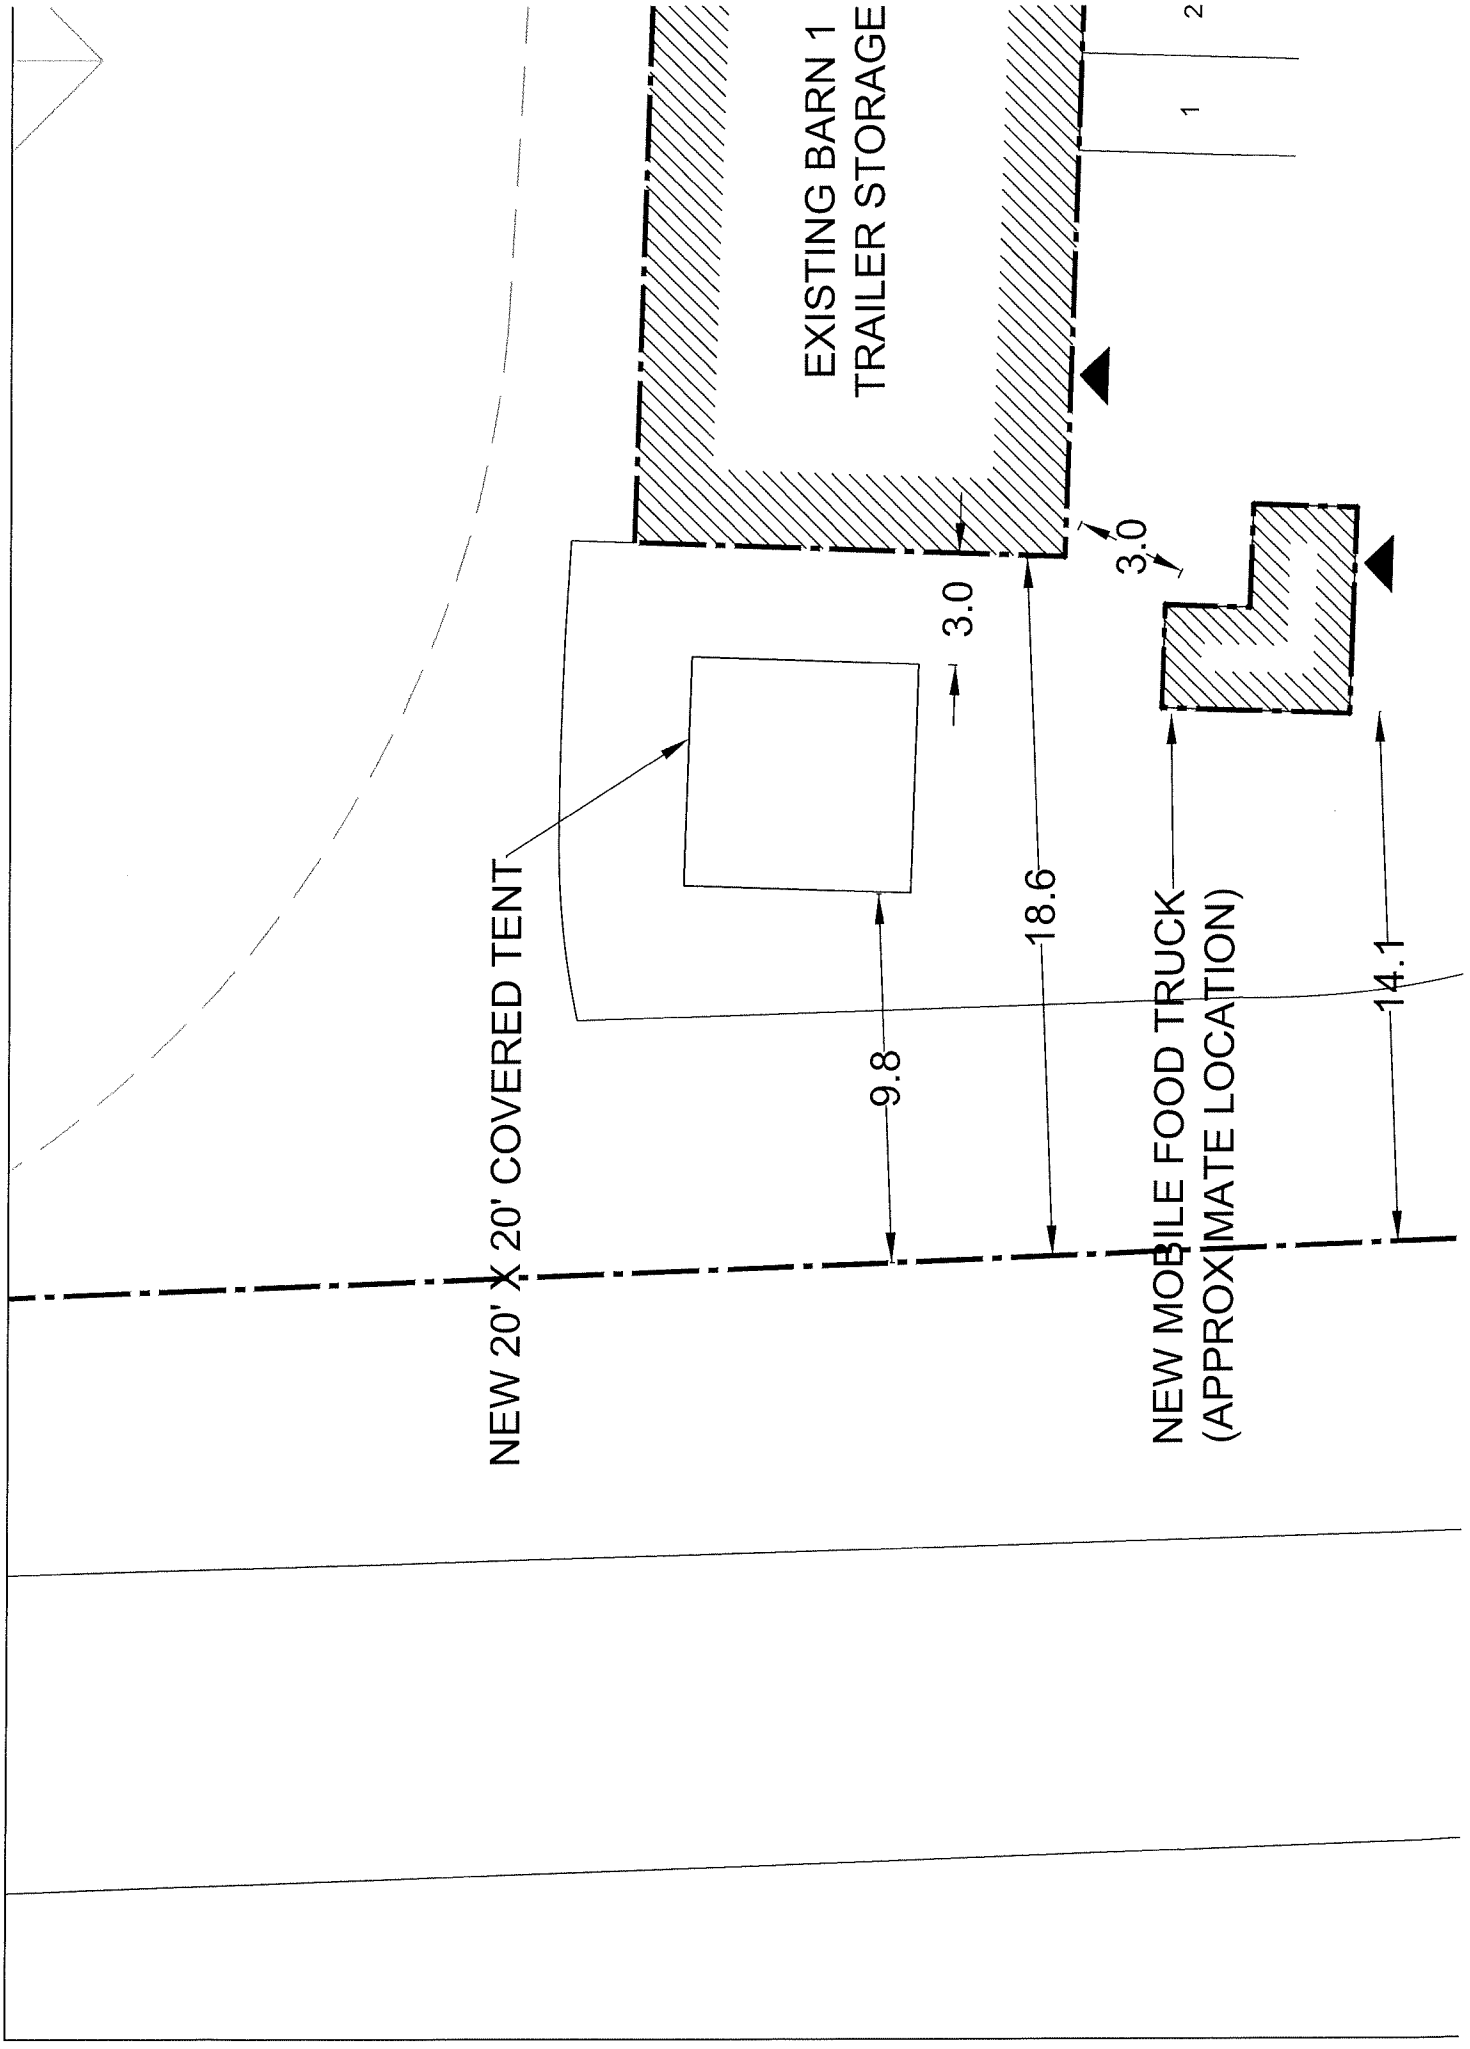 NEW 20' X 20' COVERED TENT
EXISTING BARN 1
TRAILER STORAGE
9.8
3.0
18.6
3.0
NEW MOBILE FOOD TRUCK
(APPROXIMATE LOCATION)
1
2
14.1